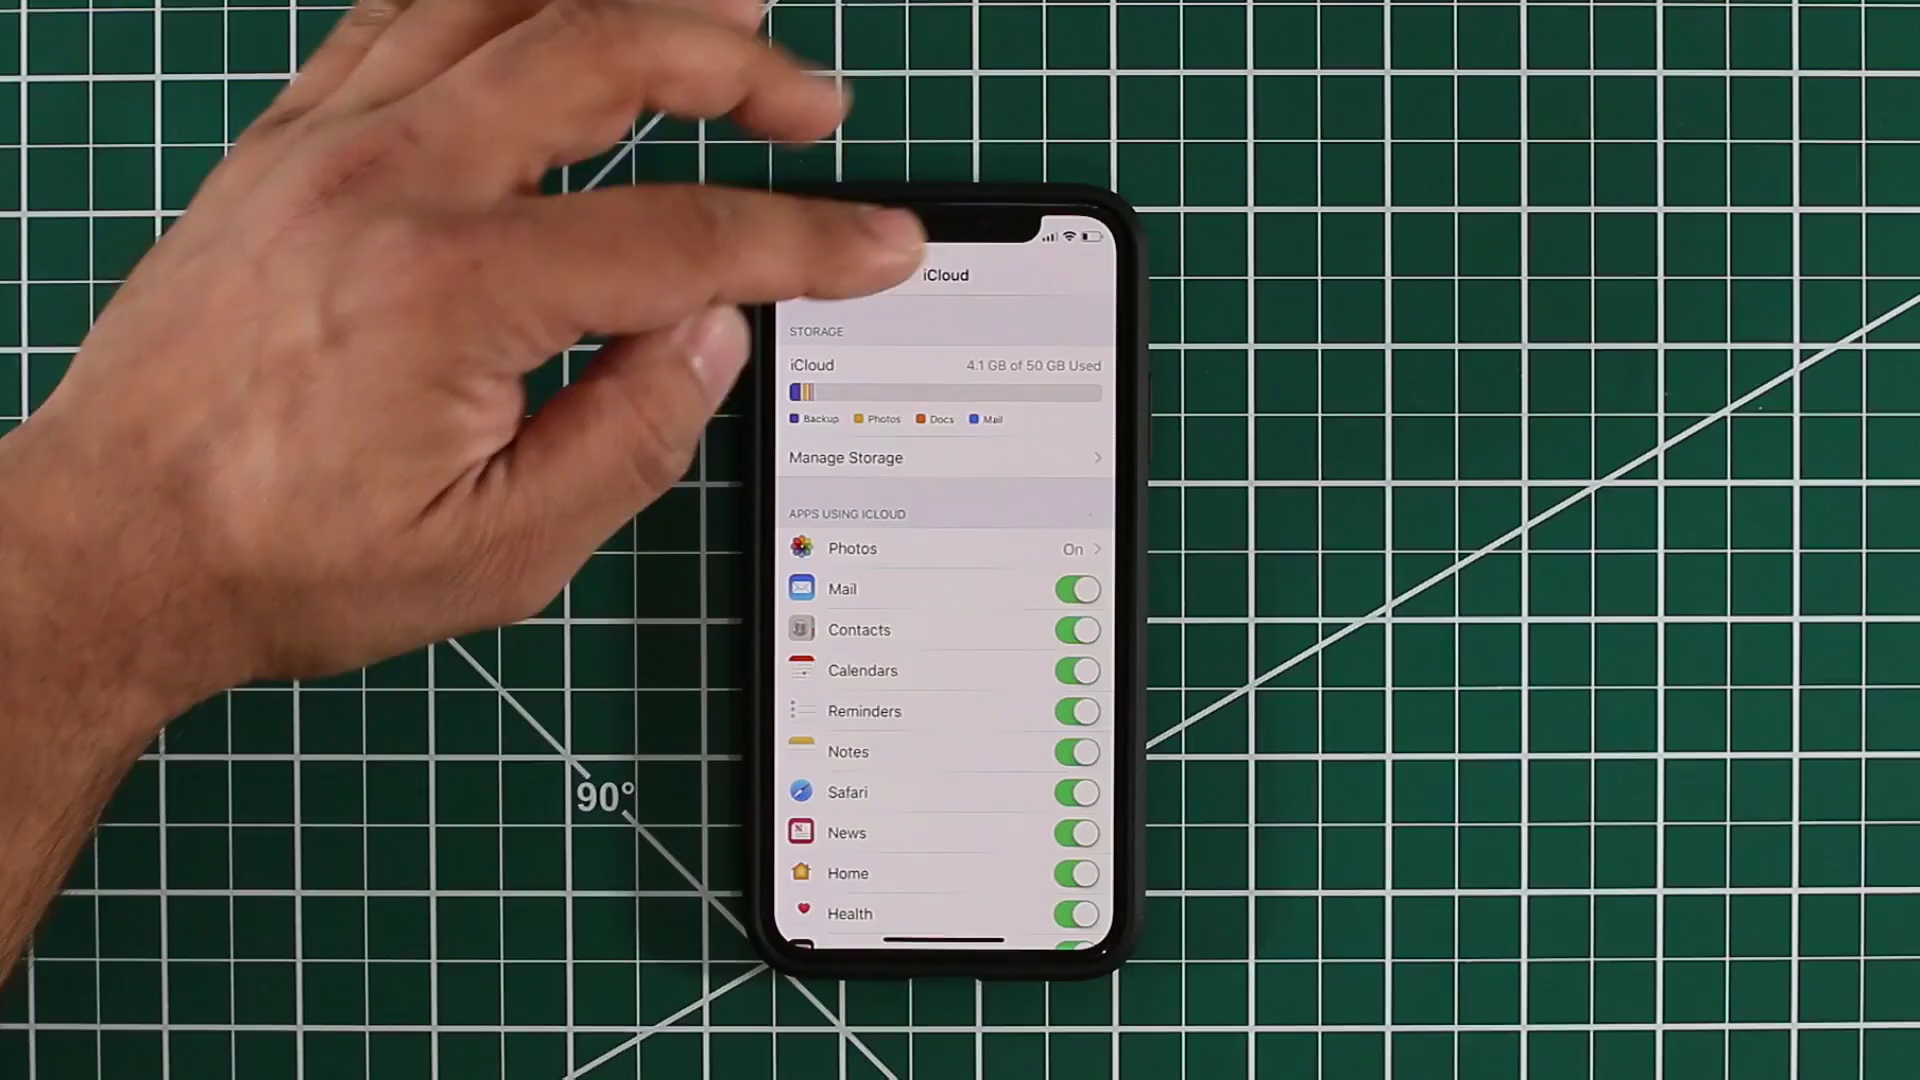 iCloud
STORAGE
iCloud 4.1 GB of 50 GB Used
Backup Photos Docs Mail
Manage Storage
APPS USING ICLOUD
Photos On
Mail
Contacts
Calendars
Reminders
Notes
Safari
News
Home
Health
90°